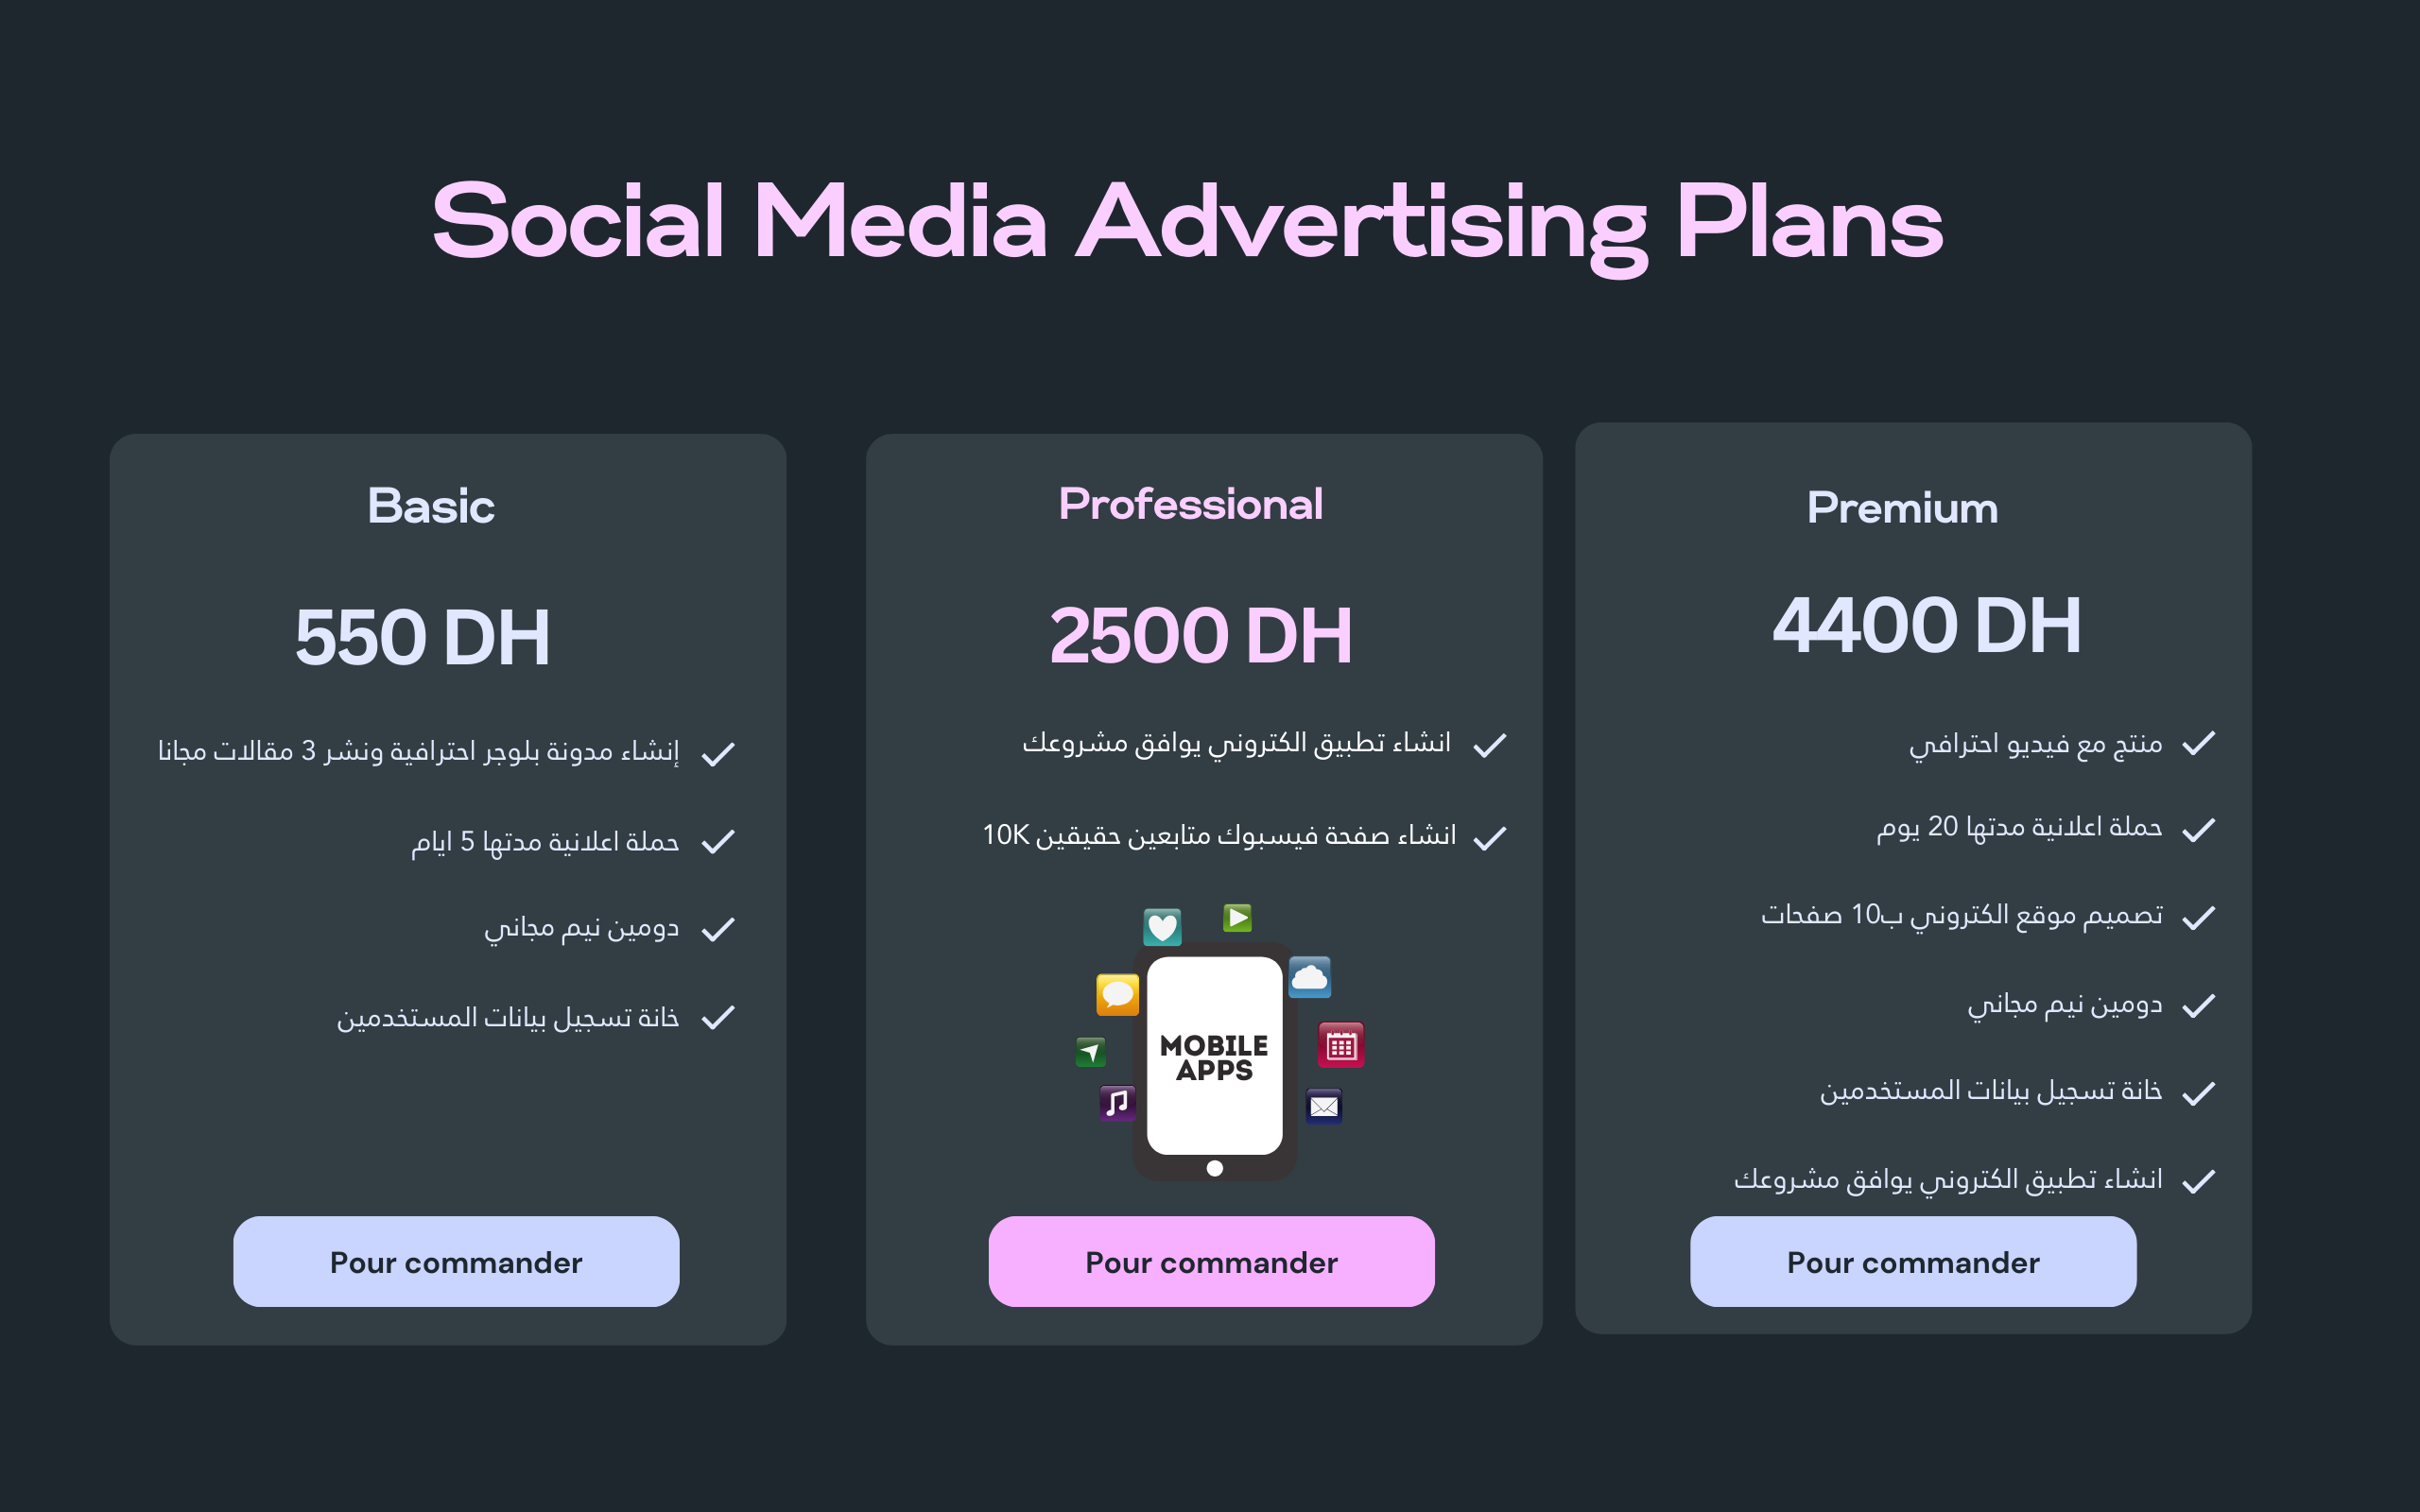 Social Media Advertising Plans
Basic
550 DH
إنشاء مدونة بلوجر احترافية ونشر 3 مقالات مجانا
حملة اعلانية مدتها 5 ايام
دومين نيم مجاني
خانة تسجيل بيانات المستخدمين
Pour commander
Professional
2500 DH
انشاء تطبيق الكتروني يوافق مشروعك
انشاء صفحة فيسبوك متابعين حقيقين 10K
MOBILE
APPS
Pour commander
Premium
4400 DH
منتج مع فيديو احترافي
حملة اعلانية مدتها 20 يوم
تصميم موقع الكتروني ب10 صفحات
دومين نيم مجاني
خانة تسجيل بيانات المستخدمين
انشاء تطبيق الكتروني يوافق مشروعك
Pour commander